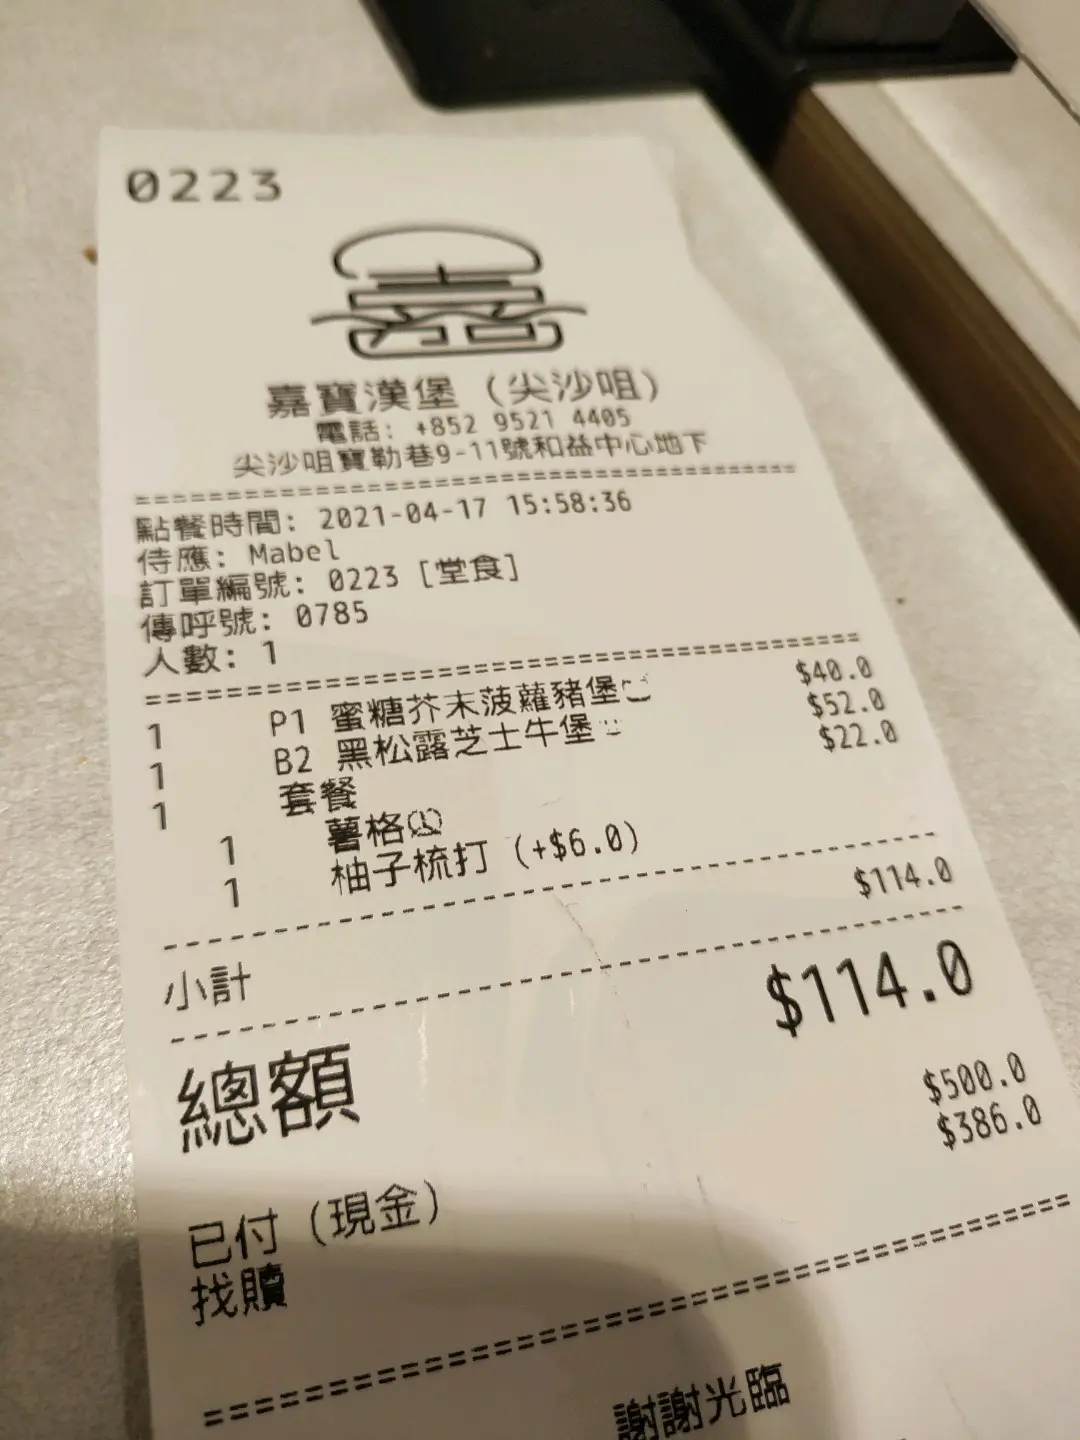 0223
嘉寶漢堡 (尖沙咀)
電話: +852 9521 4405
尖沙咀寶勒巷9-11號和益中心地下
點餐時間: 2021-04-17 15:58:36
侍應: Mabel
訂單編號: 0223 [堂食]
傳呼號: 0785
人數: 1
1 P1 蜜糖芥末菠蘿豬堡 $40.0
1 B2 黑松露芝士牛堡 $52.0
1 套餐 $22.0
1 薯格
1 柚子梳打 (+$6.0)
小計 $114.0
總額 $114.0
已付 (現金) $500.0
找贖 $386.0
謝謝光臨